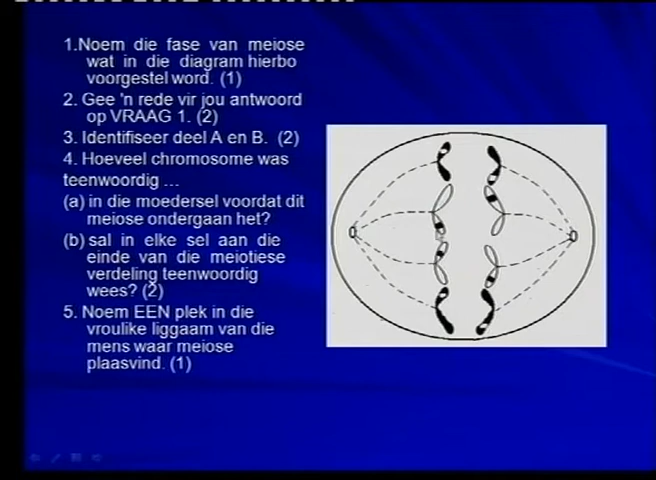 1.Noem die fase van meiose
wat in die diagram hierbo
voorgestel word. (1)
2. Gee 'n rede vir jou antwoord
op VRAAG 1. (2)
3. Identifiseer deel A en B. (2)
4. Hoeveel chromosome was
teenwoordig ...
(a) in die moedersel voordat dit
meiose ondergaan het?
(b) sal in elke sel aan die
einde van die meiotiese
verdeling teenwoordig
wees? (2)
5. Noem EEN plek in die
vroulike liggaam van die
mens waar meiose
plaasvind. (1)